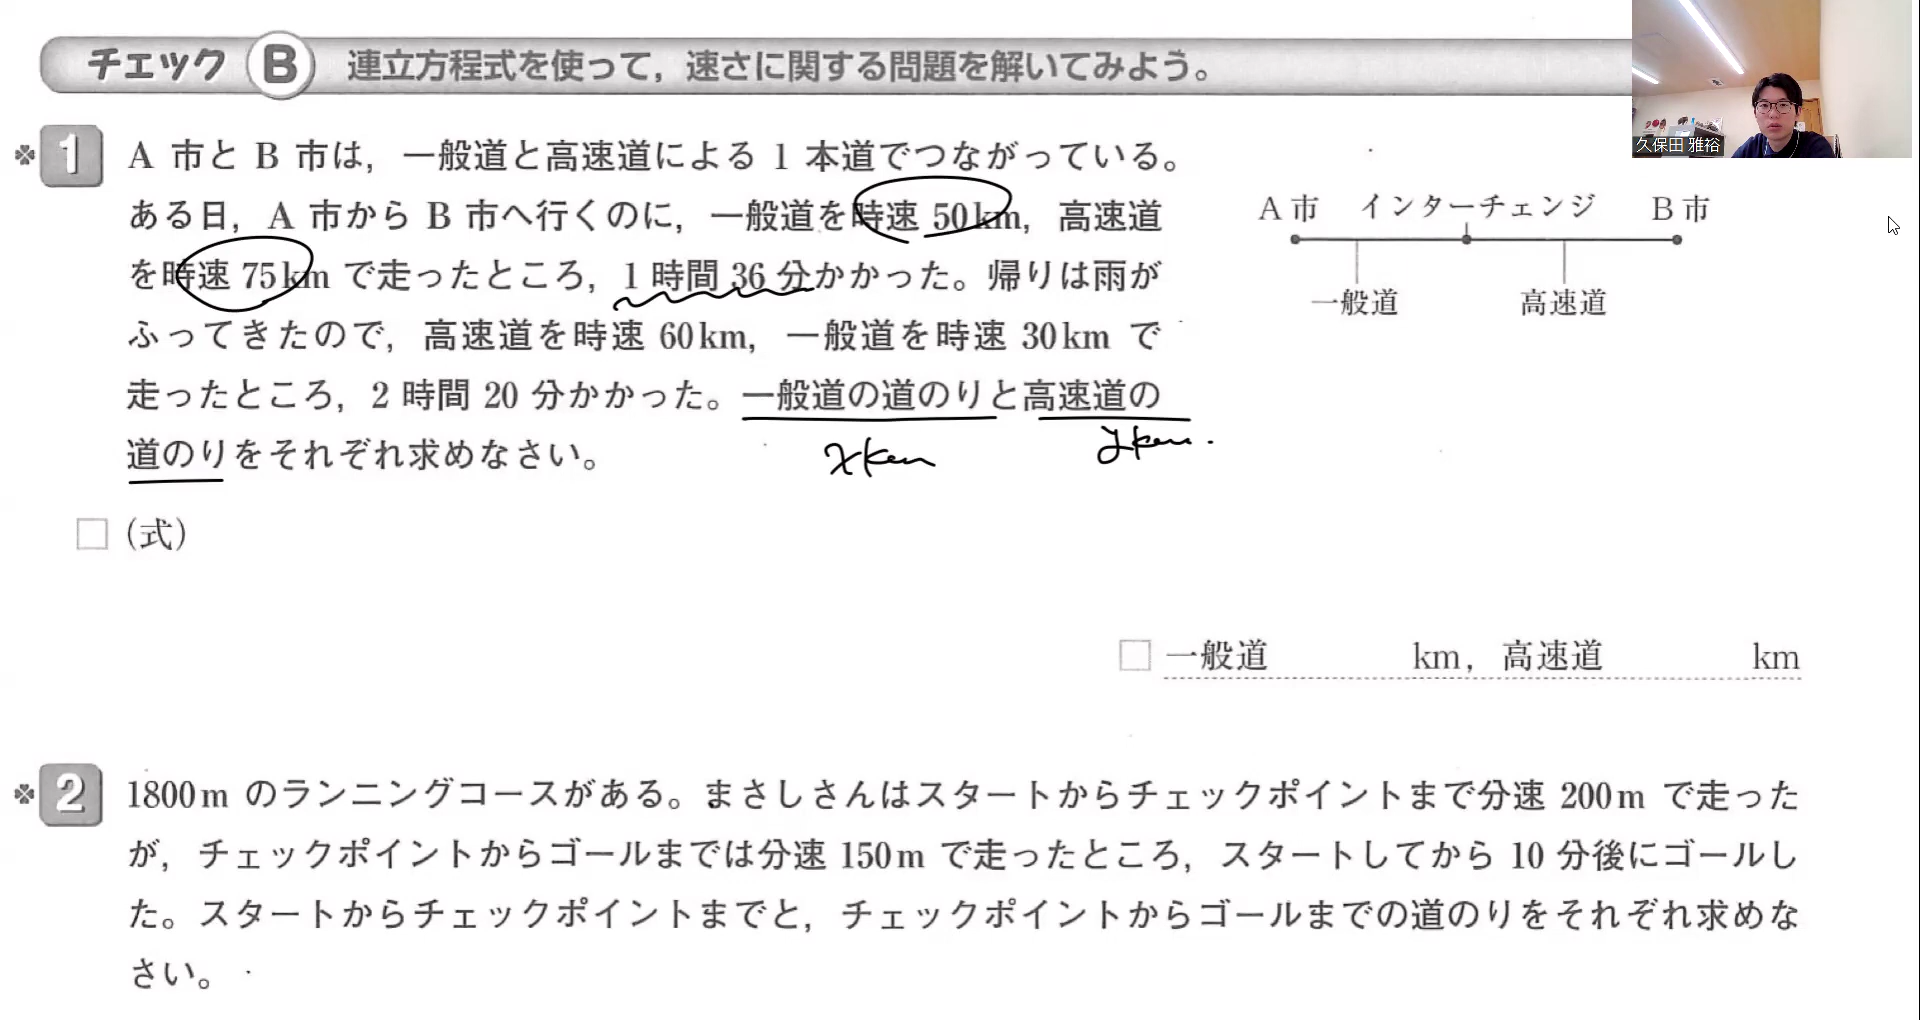 チェック B 連立方程式を使って，速さに関する問題を解いてみよう。
久保田 雅裕
1 A 市と B 市は，一般道と高速道による 1 本道でつながっている。
ある日，A 市から B 市へ行くのに，一般道を時速 50km，高速道
を時速 75km で走ったところ，1 時間 36 分かかった。帰りは雨が
ふってきたので，高速道を時速 60km，一般道を時速 30km で
走ったところ，2 時間 20 分かかった。一般道の道のりと高速道の
道のりをそれぞれ求めなさい。
xkm
ykm.
A市 インターチェンジ B市
一般道 高速道
(式)
一般道 km，高速道 km
2 1800m のランニングコースがある。まさしさんはスタートからチェックポイントまで分速 200m で走った
が，チェックポイントからゴールまでは分速 150m で走ったところ，スタートしてから 10 分後にゴールし
た。スタートからチェックポイントまでと，チェックポイントからゴールまでの道のりをそれぞれ求めな
さい。